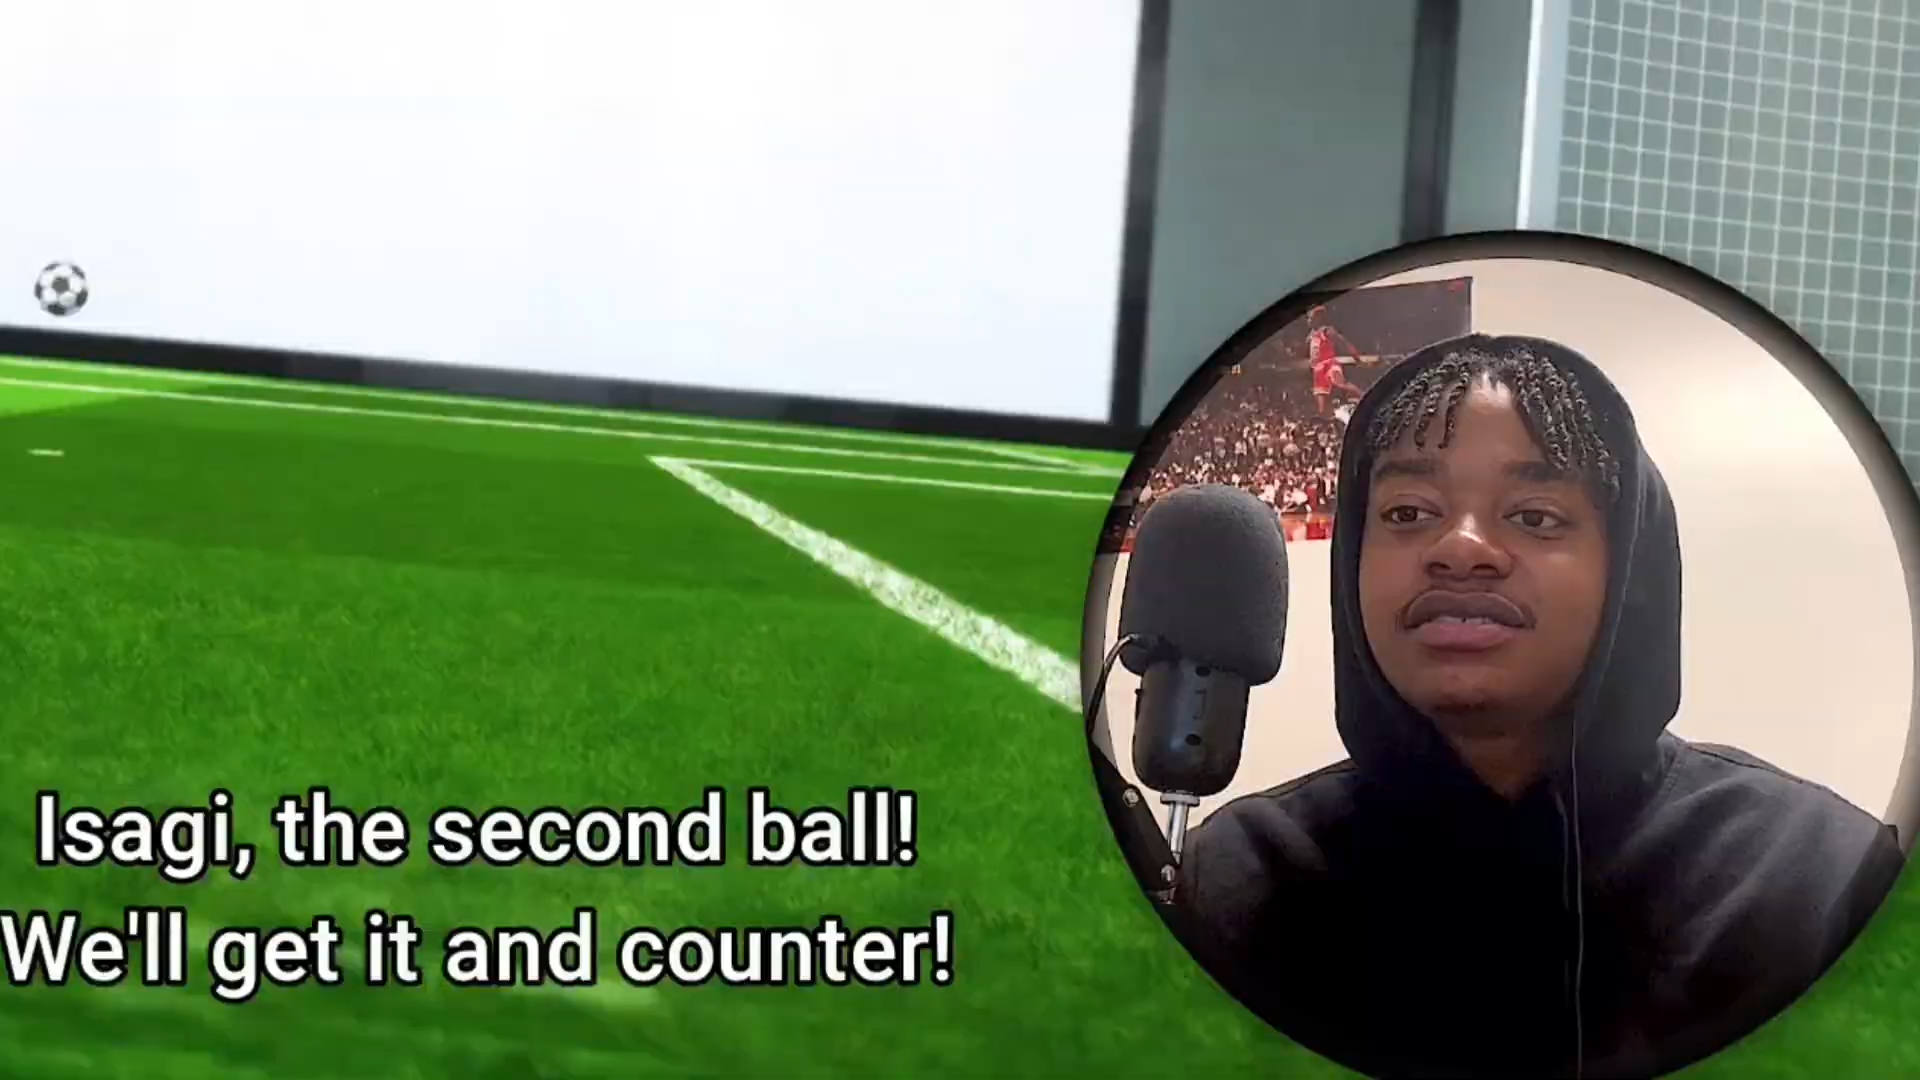 Isagi, the second ball!
We'll get it and counter!